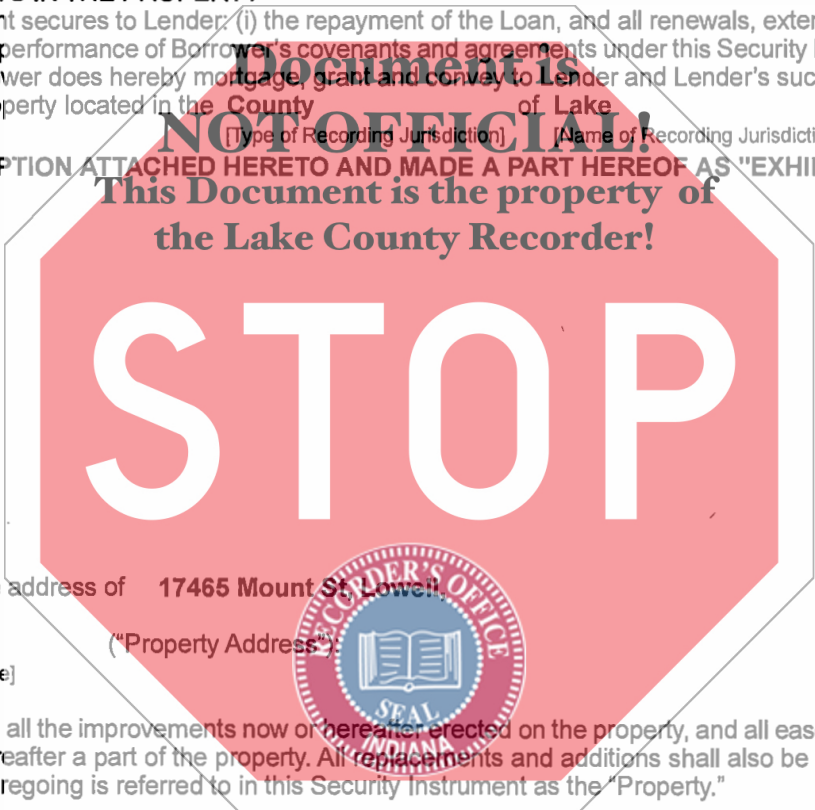 nt secures to Lender: (i) the repayment of the Loan, and all renewals, exten
performance of Borrower's covenants and agreements under this Security I
wer does hereby mortgage, grant and convey to Lender and Lender's suc
Document is
perty located in the County of Lake
NOT OFFICIAL!
[Type of Recording Jurisdiction] [Name of Recording Jurisdicti
PTION ATTACHED HERETO AND MADE A PART HEREOF AS "EXHI
This Document is the property of
the Lake County Recorder!
STOP
address of 17465 Mount St, Lowell,
RECORDER'S OFFICE
("Property Address"):
e]
SEAL
INDIANA
all the improvements now or hereafter erected on the property, and all eas
eafter a part of the property. All replacements and additions shall also be
regoing is referred to in this Security Instrument as the "Property."